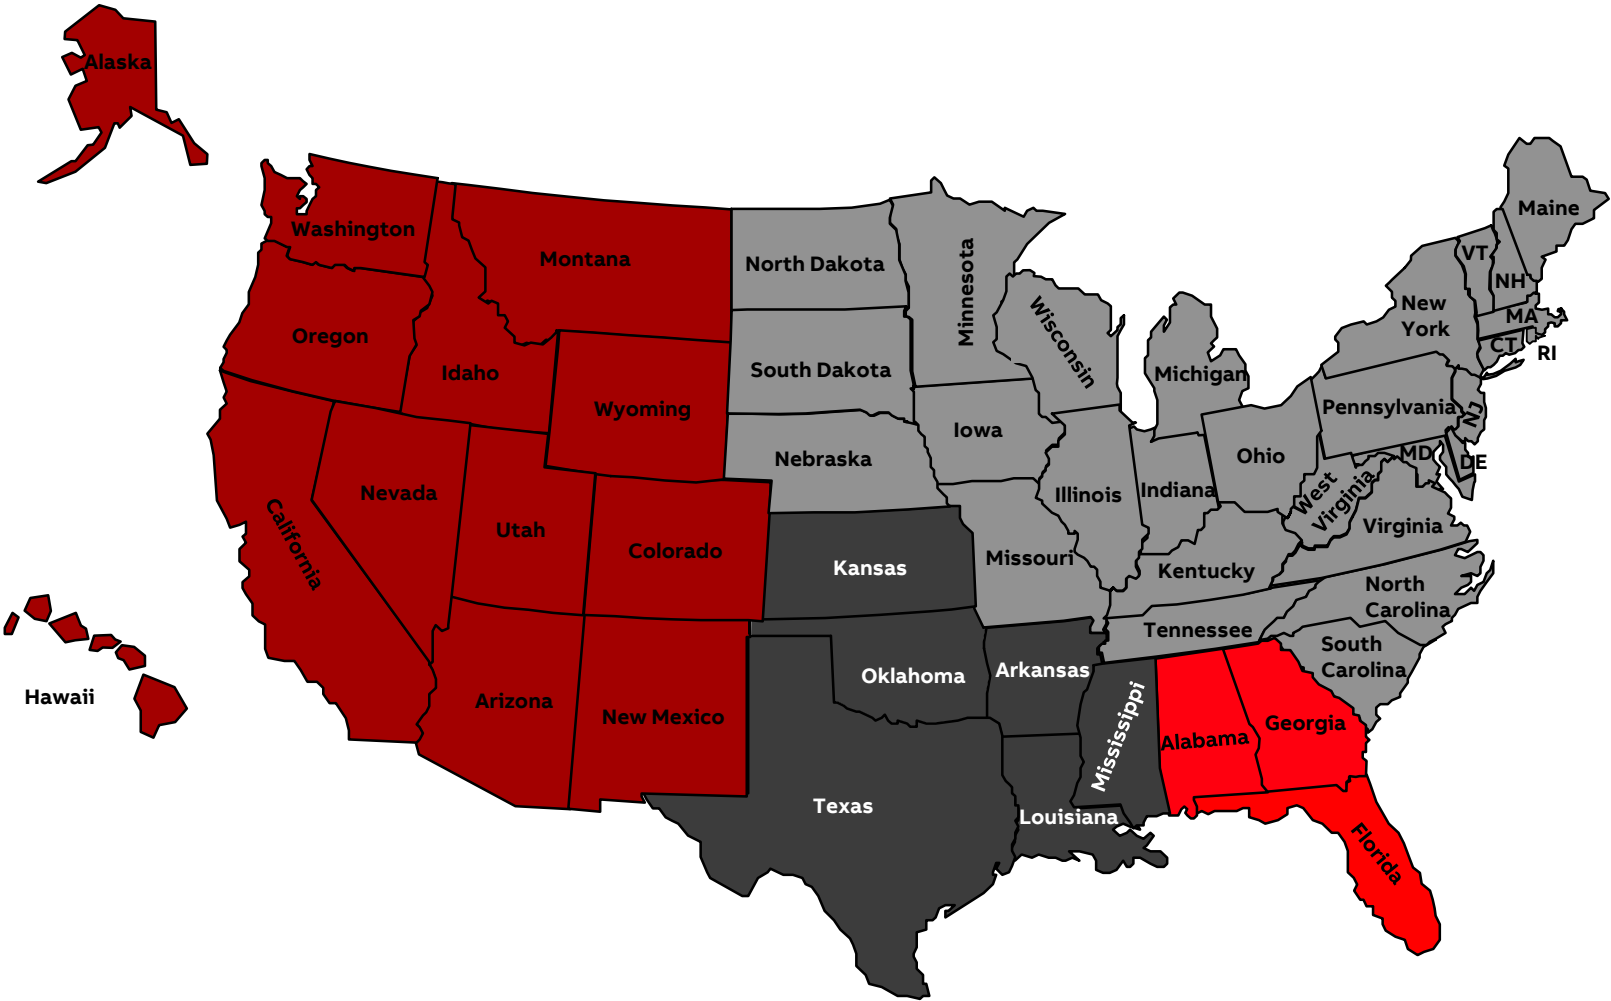 Alaska
Maine
Washington
VT
Montana
North Dakota
Minnesota
NH
New
York
MA
Oregon
Wisconsin
CT
RI
Idaho
South Dakota
Michigan
Wyoming
Pennsylvania
NJ
Iowa
Nebraska
Ohio
MD
DE
Nevada
Illinois
Indiana
West
Virginia
Virginia
Utah
California
Colorado
Kansas
Missouri
Kentucky
North
Carolina
Tennessee
South
Carolina
Hawaii
Arizona
New Mexico
Oklahoma
Arkansas
Mississippi
Alabama
Georgia
Texas
Louisiana
Florida